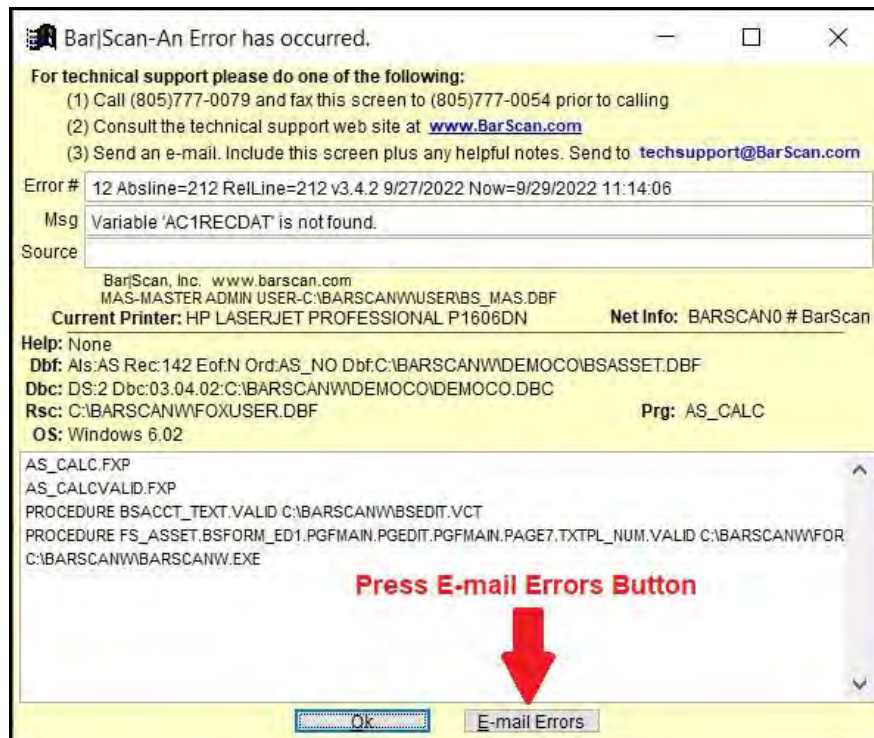 Bar|Scan-An Error has occurred.
For technical support please do one of the following:
(1) Call (805)777-0079 and fax this screen to (805)777-0054 prior to calling
(2) Consult the technical support web site at www.BarScan.com
(3) Send an e-mail. Include this screen plus any helpful notes. Send to techsupport@BarScan.com
Error # 12 Absline=212 RelLine=212 v3.4.2 9/27/2022 Now=9/29/2022 11:14:06
Msg Variable 'AC1RECDAT' is not found.
Source
Bar|Scan, Inc. www.barscan.com
MAS-MASTER ADMIN USER-C:\BARSCANW\USER\BS_MAS.DBF
Current Printer: HP LASERJET PROFESSIONAL P1606DN Net Info: BARSCAN0 # BarScan
Help: None
Dbf: Als:AS Rec:142 Eof:N Ord:AS_NO Dbf:C:\BARSCANW\DEMOCO\BSASSET.DBF
Dbc: DS:2 Dbc:03.04.02:C:\BARSCANW\DEMOCO\DEMOCO.DBC
Rsc: C:\BARSCANW\FOXUSER.DBF Prg: AS_CALC
OS: Windows 6.02
AS_CALC.FXP
AS_CALCVALID.FXP
PROCEDURE BSACCT_TEXT.VALID C:\BARSCANW\BSEDIT.VCT
PROCEDURE FS_ASSET.BSFORM_ED1.PGFMAIN.PGEDIT.PGFMAIN.PAGE7.TXTPL_NUM.VALID C:\BARSCANW\FOR
C:\BARSCANW\BARSCANW.EXE
Press E-mail Errors Button
Ok E-mail Errors